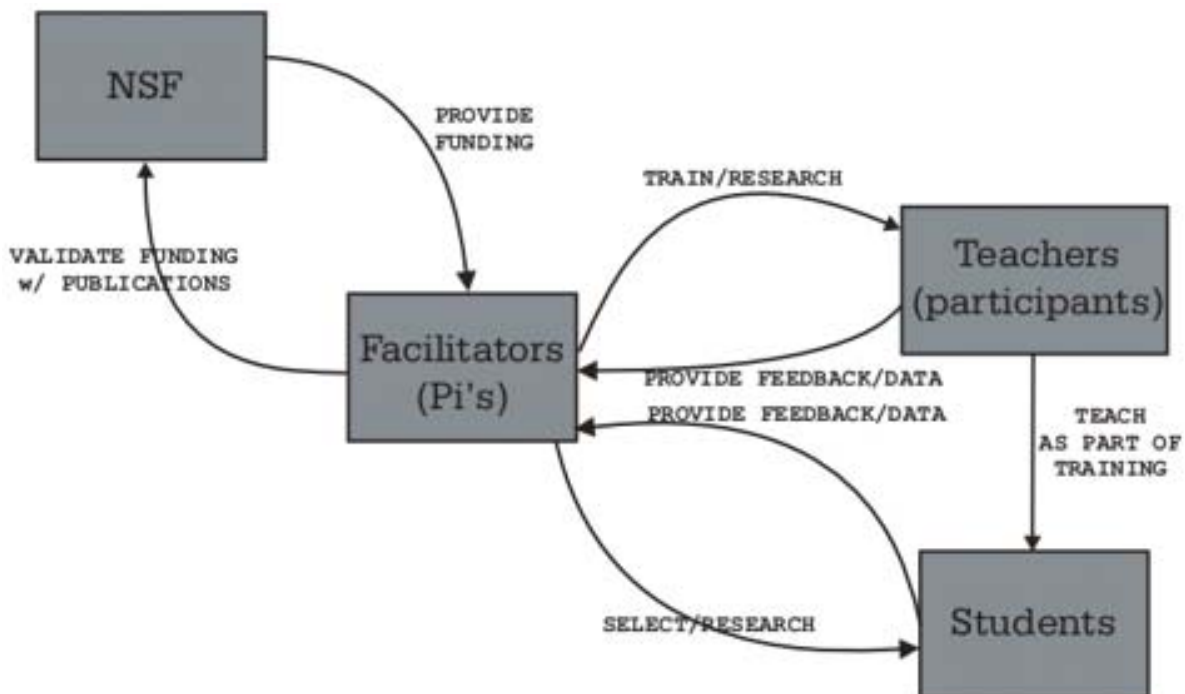 NSF
PROVIDE
FUNDING
TRAIN/RESEARCH
VALIDATE FUNDING
w/ PUBLICATIONS
Teachers
(participants)
Facilitators
(Pi's)
PROVIDE FEEDBACK/DATA
PROVIDE FEEDBACK/DATA
TEACH
AS PART OF
TRAINING
SELECT/RESEARCH
Students